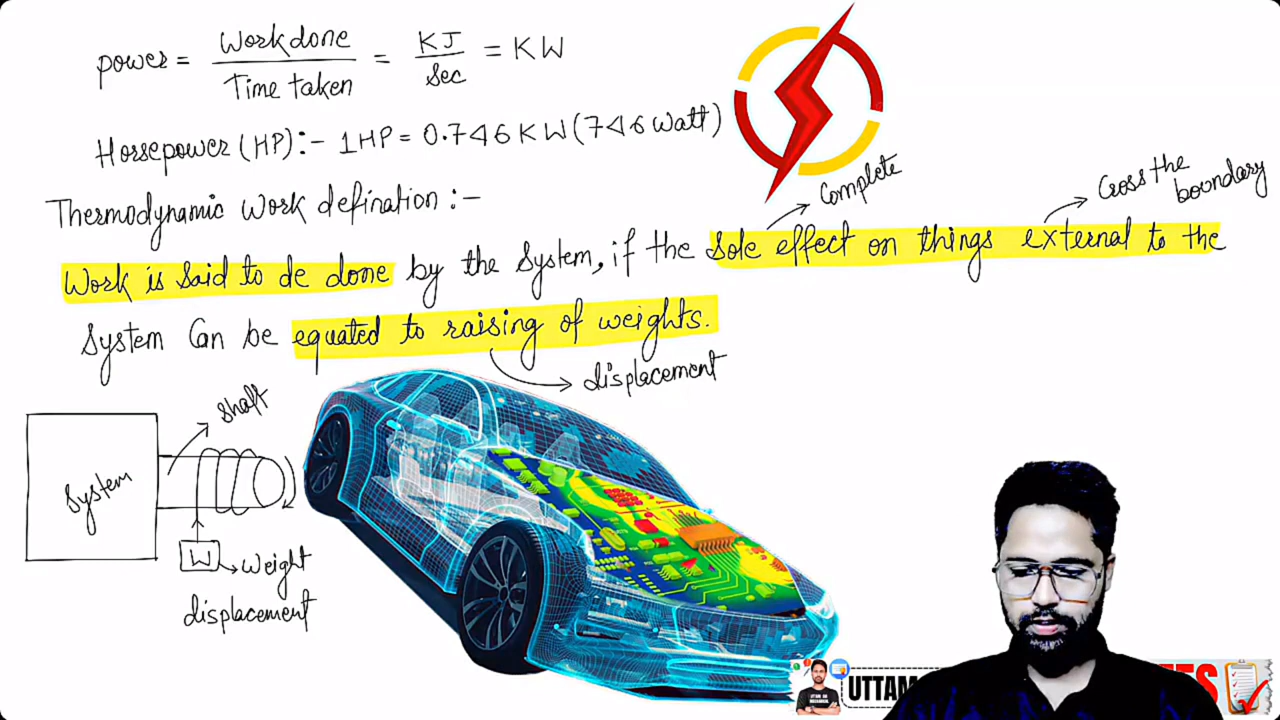 power = Workdone / Time taken = KJ / Sec = KW
Horsepower (HP):- 1HP = 0.746 KW (746 Watt)
Complete
Cross the boundary
Thermodynamic Work defination :-
Work is Said to de done by the System, if the Sole effect on things external to the
System Can be equated to raising of weights.
displacement
Shaft
System
W
Weight
displacement
UTTAM